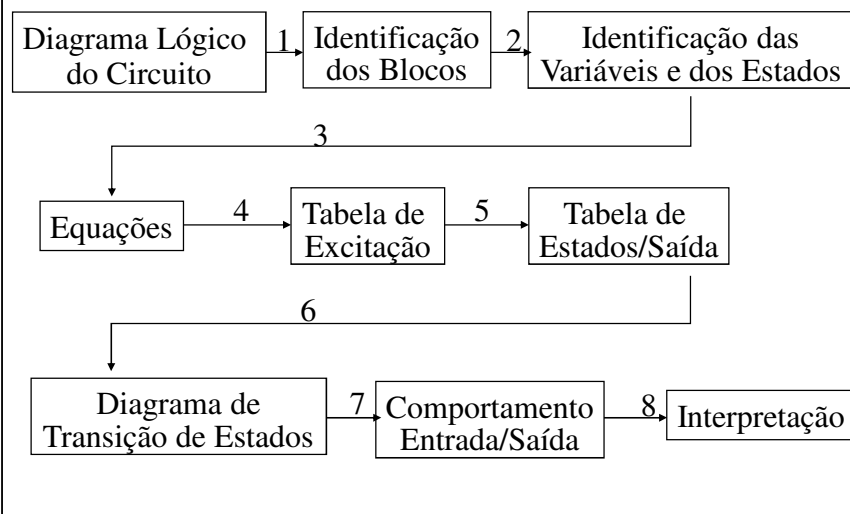 Diagrama Lógico
do Circuito
1
Identificação
dos Blocos
2
Identificação das
Variáveis e dos Estados
3
Equações
4
Tabela de
Excitação
5
Tabela de
Estados/Saída
6
Diagrama de
Transição de Estados
7
Comportamento
Entrada/Saída
8
Interpretação